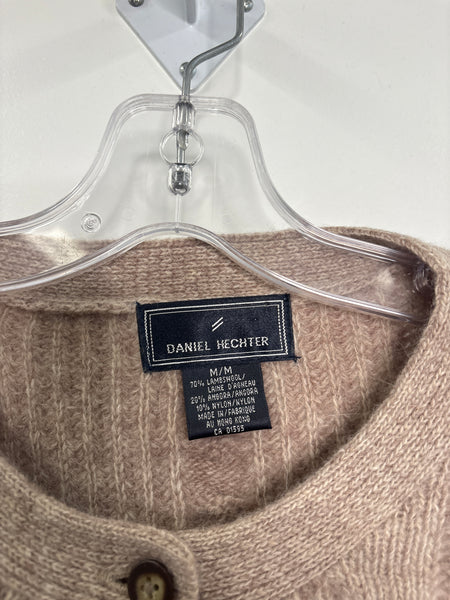 DANIEL HECHTER
M/M
70% LAMBSWOOL/
LAINE D'AGNEAU
20% ANGORA/ANGORA
10% NYLON/NYLON
MADE IN/FABRIQUE
AU HONG KONG
CA 01595